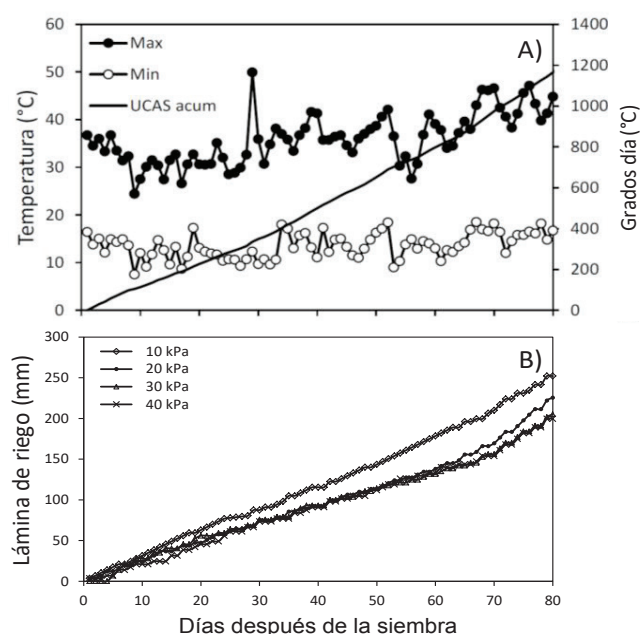 A)
Max
Min
UCAS acum
Temperatura (°C)
60
50
40
30
20
10
0
1400
1200
1000
800
600
400
200
0
Grados día (°C)
B)
10 kPa
20 kPa
30 kPa
40 kPa
Lámina de riego (mm)
300
250
200
150
100
50
0
0 10 20 30 40 50 60 70 80
Días después de la siembra